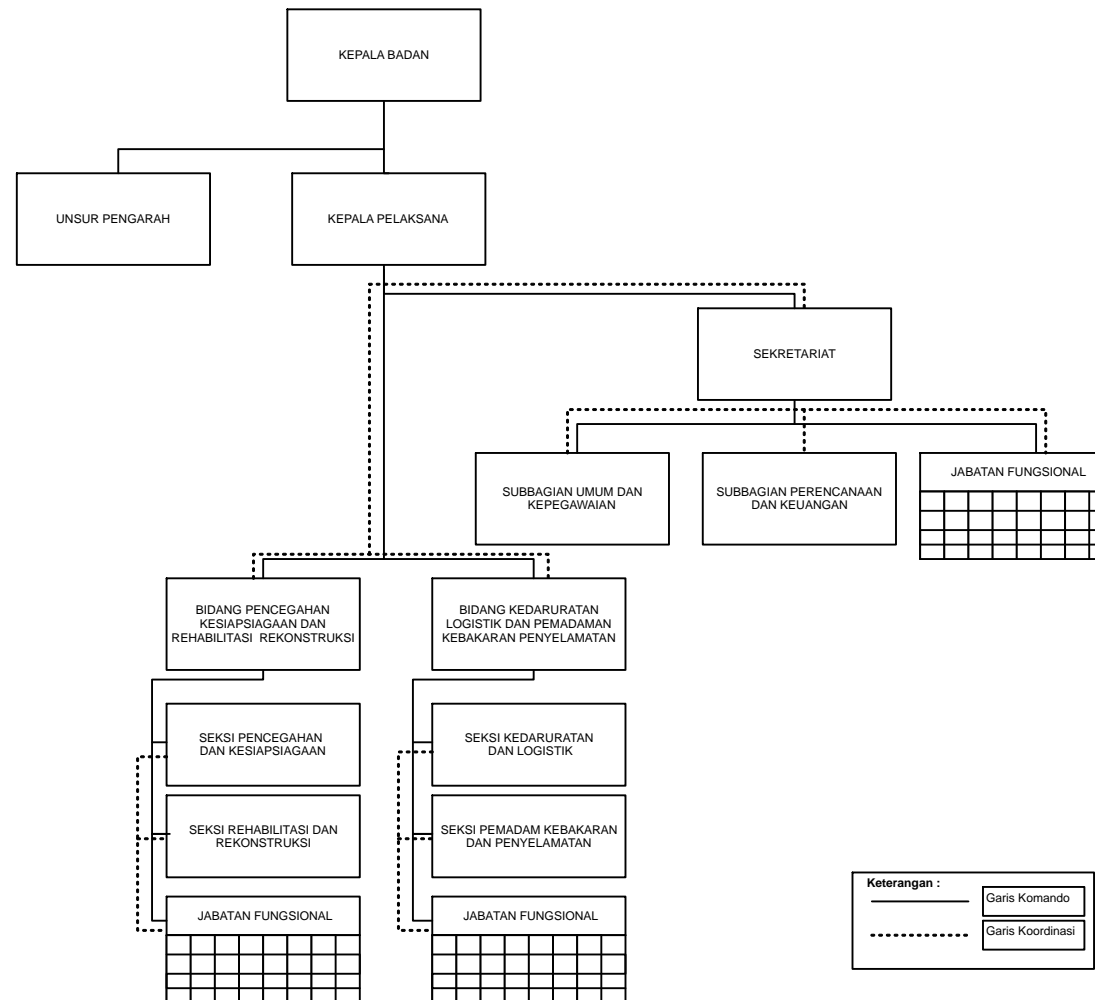 KEPALA BADAN
UNSUR PENGARAH
KEPALA PELAKSANA
SEKRETARIAT
SUBBAGIAN UMUM DAN
KEPEGAWAIAN
SUBBAGIAN PERENCANAAN
DAN KEUANGAN
JABATAN FUNGSIONAL
BIDANG PENCEGAHAN
KESIAPSIAGAAN DAN
REHABILITASI REKONSTRUKSI
BIDANG KEDARURATAN
LOGISTIK DAN PEMADAMAN
KEBAKARAN PENYELAMATAN
SEKSI PENCEGAHAN
DAN KESIAPSIAGAAN
SEKSI KEDARURATAN
DAN LOGISTIK
SEKSI REHABILITASI DAN
REKONSTRUKSI
SEKSI PEMADAM KEBAKARAN
DAN PENYELAMATAN
JABATAN FUNGSIONAL
JABATAN FUNGSIONAL
Keterangan :
Garis Komando
Garis Koordinasi